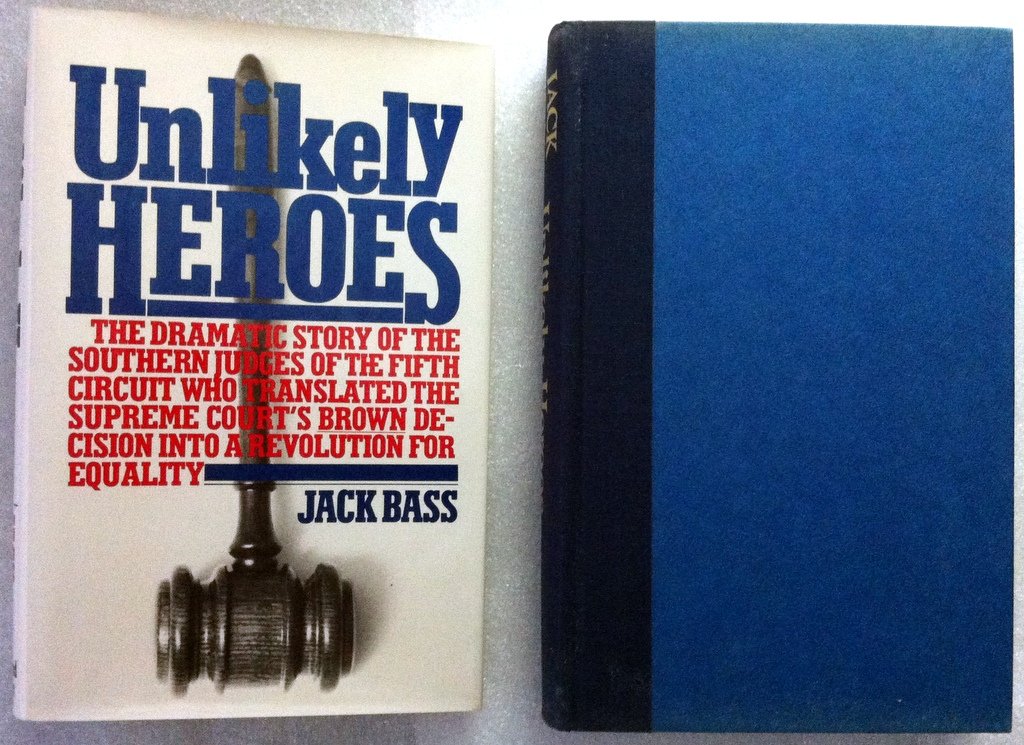 Unlikely
HEROES
THE DRAMATIC STORY OF THE
SOUTHERN JUDGES OF THE FIFTH
CIRCUIT WHO TRANSLATED THE
SUPREME COURT'S BROWN DE-
CISION INTO A REVOLUTION FOR
EQUALITY
JACK BASS
JACK
Unlikely